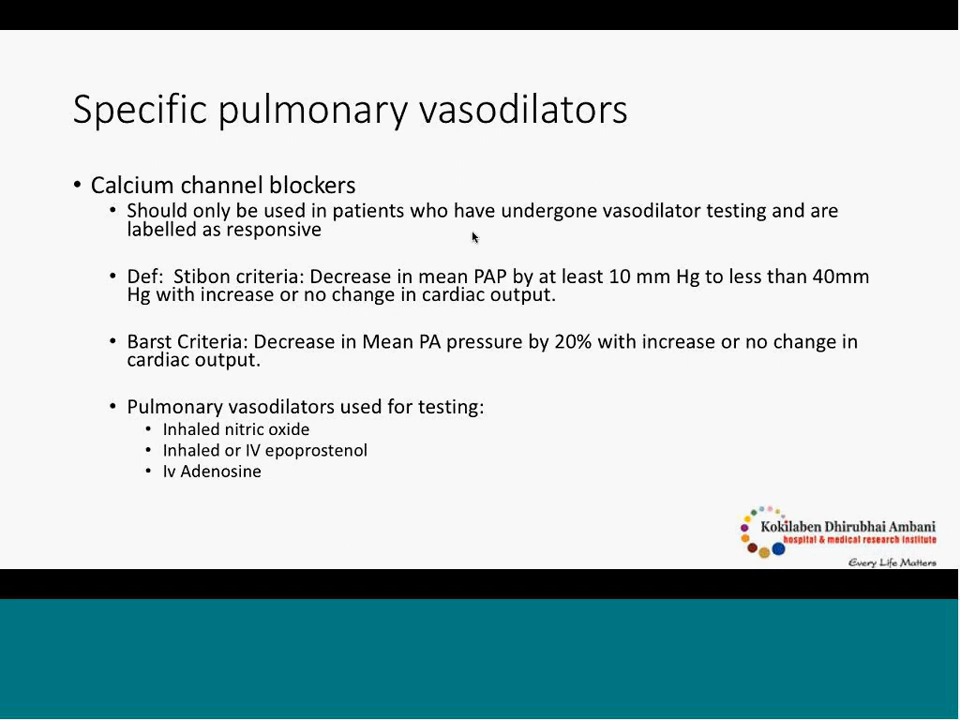 Specific pulmonary vasodilators
• Calcium channel blockers
• Should only be used in patients who have undergone vasodilator testing and are
labelled as responsive
• Def: Stibon criteria: Decrease in mean PAP by at least 10 mm Hg to less than 40mm
Hg with increase or no change in cardiac output.
• Barst Criteria: Decrease in Mean PA pressure by 20% with increase or no change in
cardiac output.
• Pulmonary vasodilators used for testing:
• Inhaled nitric oxide
• Inhaled or IV epoprostenol
• Iv Adenosine
Kokilaben Dhirubhai Ambani
hospital & medical research institute
Every Life Matters